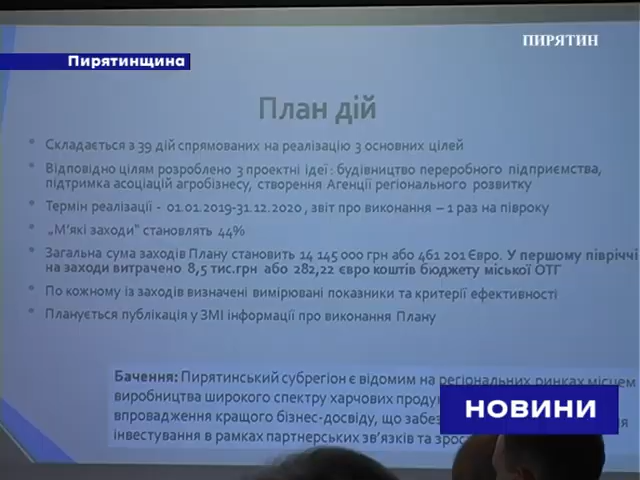 ПИРЯТИН
Пирятинщина
План дій
Складається з 39 дій спрямованих на реалізацію 3 основних цілей
Відповідно цілям розроблено 3 проектні ідеї: будівництво переробного підприємства,
підтримка асоціацій агробізнесу, створення Агенції регіонального розвитку
Термін реалізації - 01.01.2019-31.12.2020, звіт про виконання – 1 раз на півроку
„М'які заходи" становлять 44%
Загальна сума заходів Плану становить 14 145 000 грн або 461 201 Євро. У першому півріччі
на заходи витрачено 8,5 тис.грн або 282,22 євро коштів бюджету міської ОТГ
По кожному із заходів визначені вимірювані показники та критерії ефективності
Планується публікація у ЗМІ інформації про виконання Плану
Бачення: Пирятинський субрегіон є відомим на регіональних ринках місцем
виробництва широкого спектру харчових
впровадження кращого бізнес-досвіду, що
інвестування в рамках партнерських зв'язків та
НОВИНИ